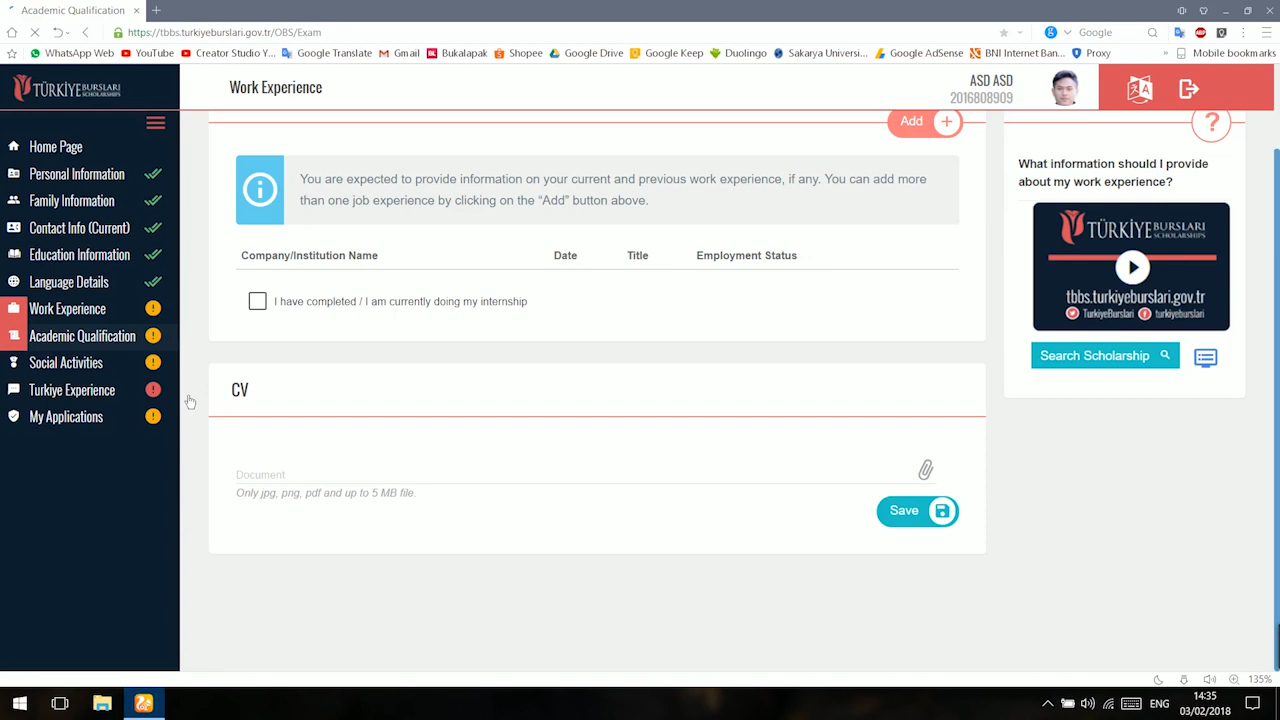 Academic Qualification
https://tbbs.turkiyeburslari.gov.tr/OBS/Exam
Google
WhatsApp Web
YouTube
Creator Studio Y...
Google Translate
Gmail
Bukalapak
Shopee
Google Drive
Google Keep
Duolingo
Sakarya Universi...
Google AdSense
BNI Internet Ban...
Proxy
»
Mobile bookmarks
TÜRKİYE BURSLARI
SCHOLARSHIPS
Work Experience
ASD ASD
2016808909
Home Page
Personal Information
Family Information
Contact Info (Current)
Education Information
Language Details
Work Experience
Academic Qualification
Social Activities
Turkiye Experience
My Applications
Add +
You are expected to provide information on your current and previous work experience, if any. You can add more
than one job experience by clicking on the “Add” button above.
Company/Institution Name
Date
Title
Employment Status
I have completed / I am currently doing my internship
CV
Document
Only jpg, png, pdf and up to 5 MB file.
Save
?
What information should I provide
about my work experience?
TÜRKİYE BURSLARI
SCHOLARSHIPS
tbbs.turkiyeburslari.gov.tr
TurkiyeBurslari
turkiyeburslari
Search Scholarship
135%
ENG
14:35
03/02/2018